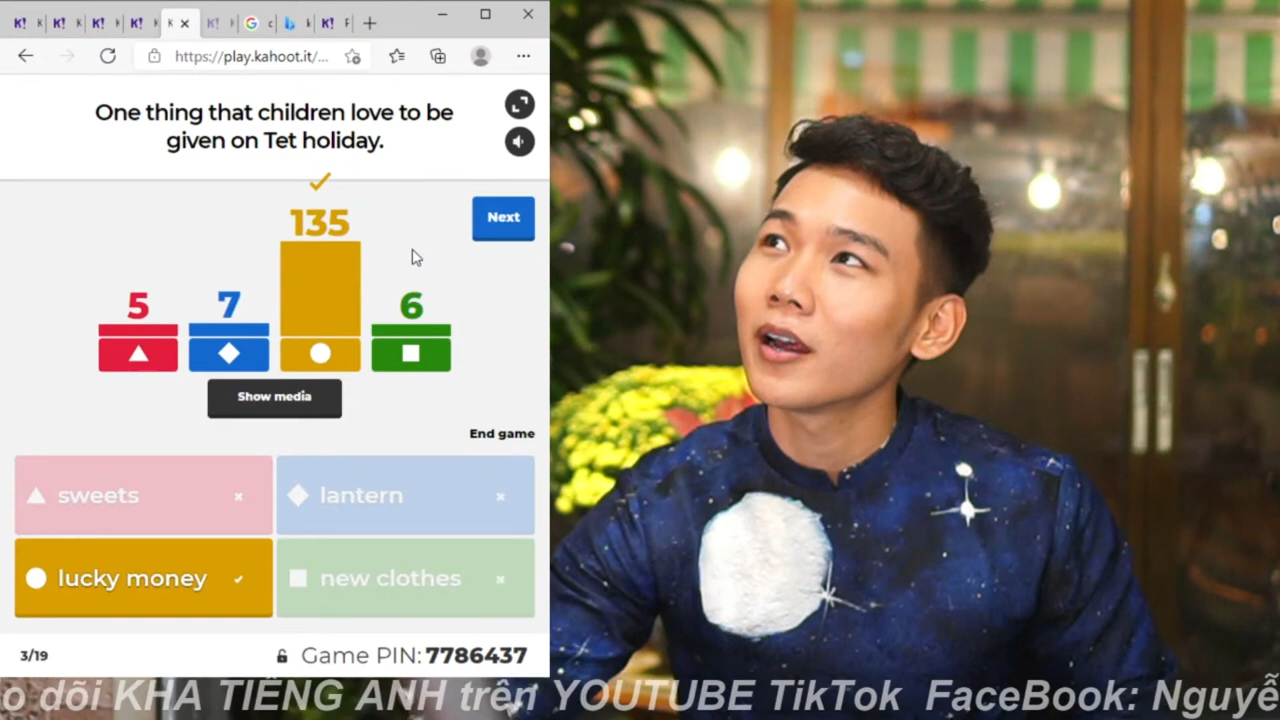 K!
K!
K!
K!
K
K!
G c
K! F
https://play.kahoot.it/...
One thing that children love to be
given on Tet holiday.
135
Next
5
7
6
Show media
End game
sweets
lantern
lucky money
new clothes
3/19
Game PIN: 7786437
o dõi KHA TIẾNG ANH trên YOUTUBE TikTok FaceBook: Nguyễ